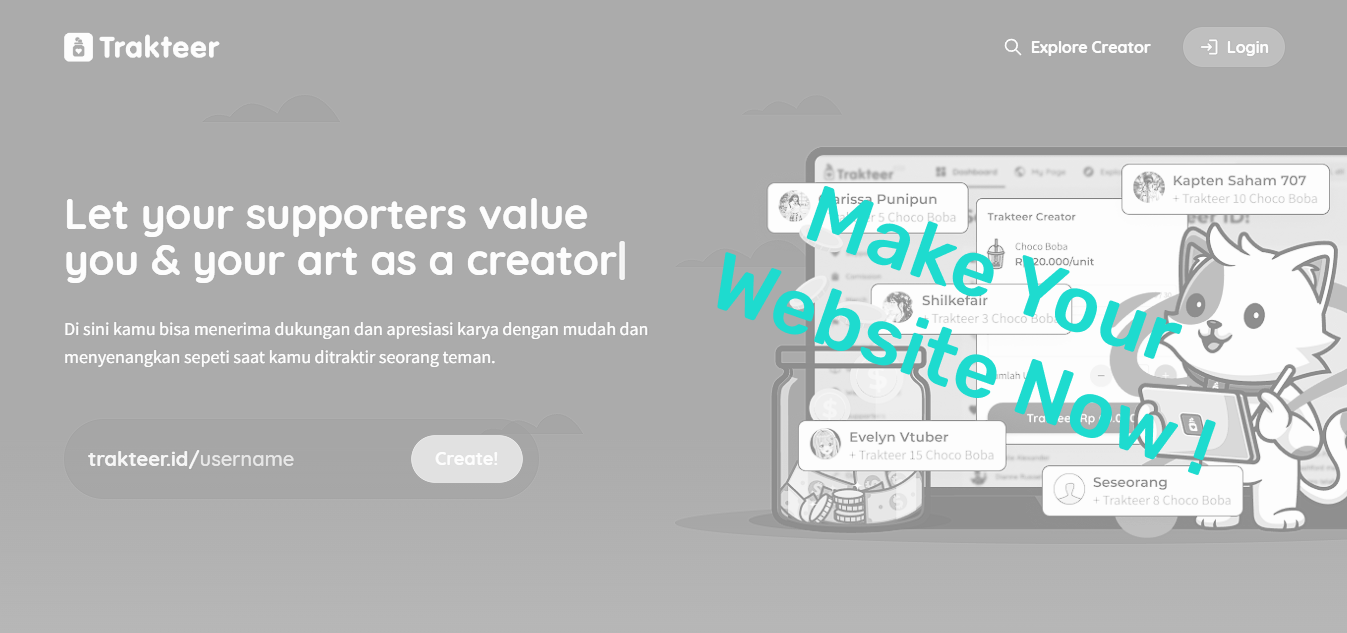 Trakteer
Explore Creator
Login
Let your supporters value
you & your art as a creator|
Di sini kamu bisa menerima dukungan dan apresiasi karya dengan mudah dan
menyenangkan sepeti saat kamu ditraktir seorang teman.
trakteer.id/username
Create!
Trakteer
Dashboard
My Page
Kapten Saham 707
+ Trakteer 10 Choco Boba
Punipun
5 Choco Boba
Trakteer Creator
Choco Boba
20.000/unit
Make Your
Website Now!
Shilkefair
+ Trakteer 3 Choco Boba
Evelyn Vtuber
+ Trakteer 15 Choco Boba
Seseorang
+ Trakteer 8 Choco Boba